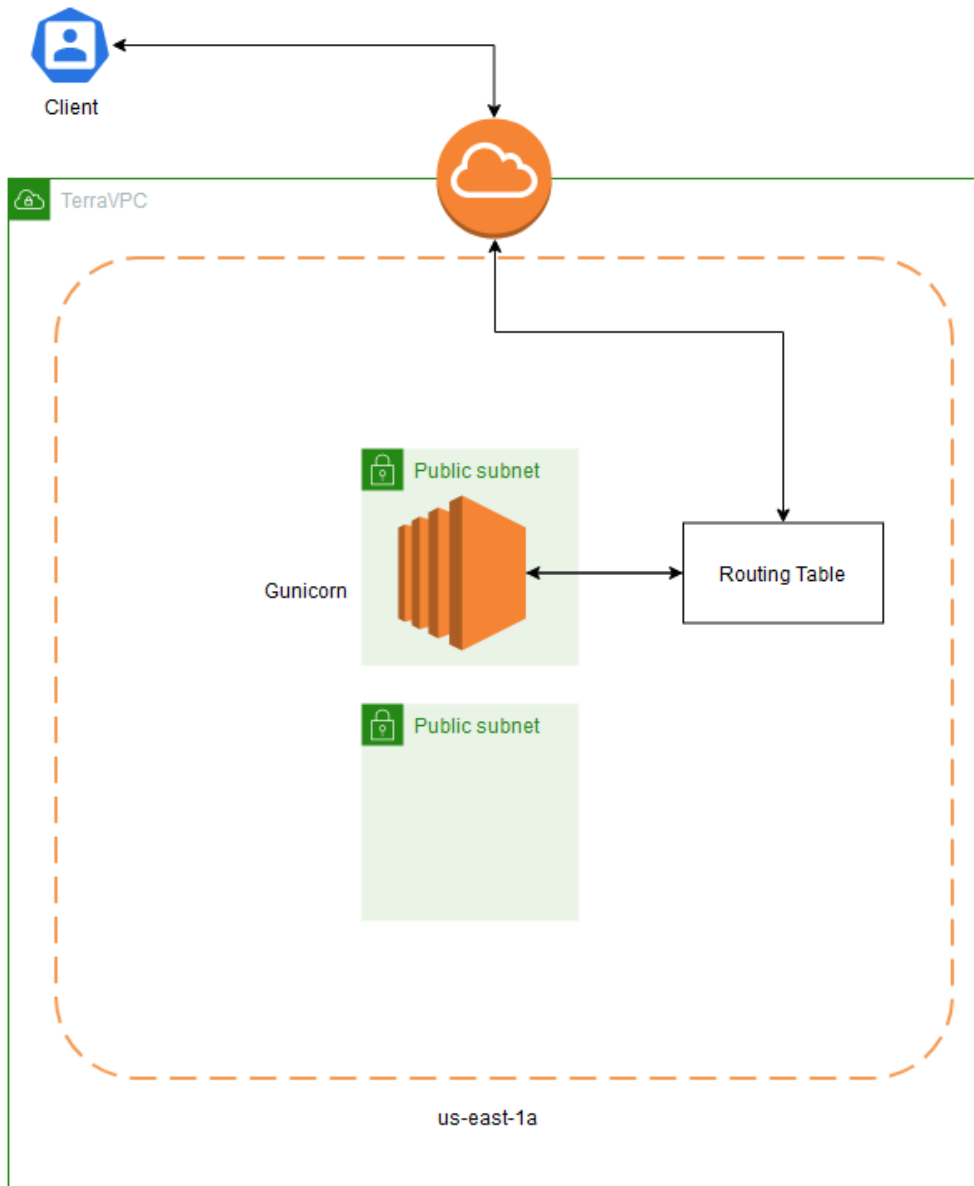 Client
TerraVPC
Public subnet
Gunicorn
Routing Table
Public subnet
us-east-1a